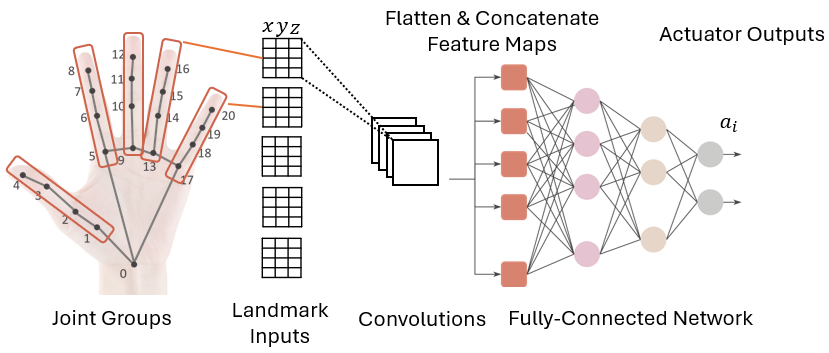 Flatten & Concatenate
Feature Maps
Actuator Outputs
x y z
a_i
8
7
6
5
12
11
10
9
16
15
14
13
20
19
18
17
4
3
2
1
0
Joint Groups
Landmark
Inputs
Convolutions
Fully-Connected Network